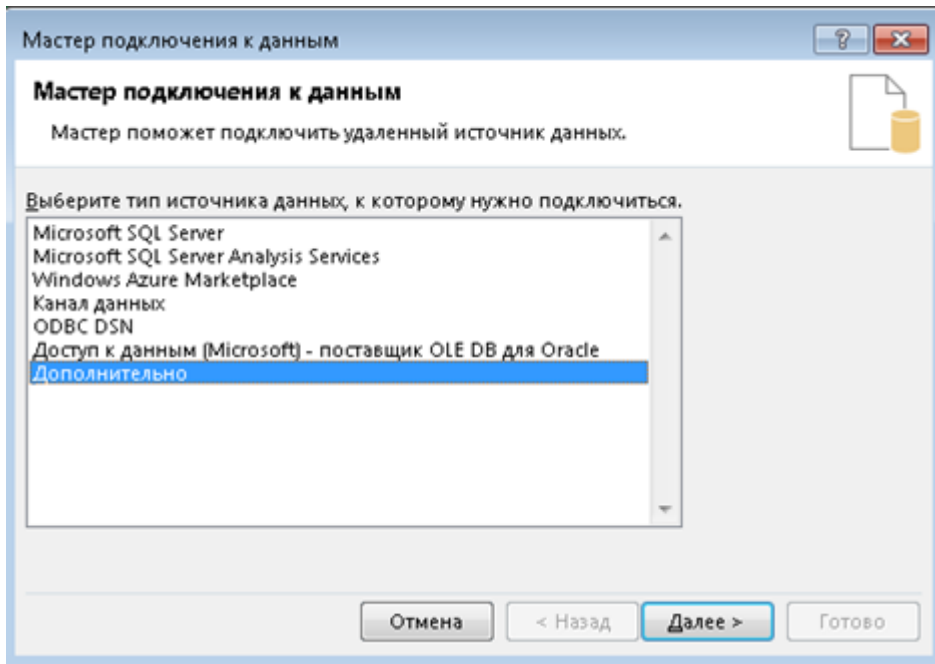 Мастер подключения к данным
Мастер подключения к данным
Мастер поможет подключить удаленный источник данных.
Выберите тип источника данных, к которому нужно подключиться.
Microsoft SQL Server
Microsoft SQL Server Analysis Services
Windows Azure Marketplace
Канал данных
ODBC DSN
Доступ к данным (Microsoft) - поставщик OLE DB для Oracle
Дополнительно
Отмена
< Назад
Далее >
Готово